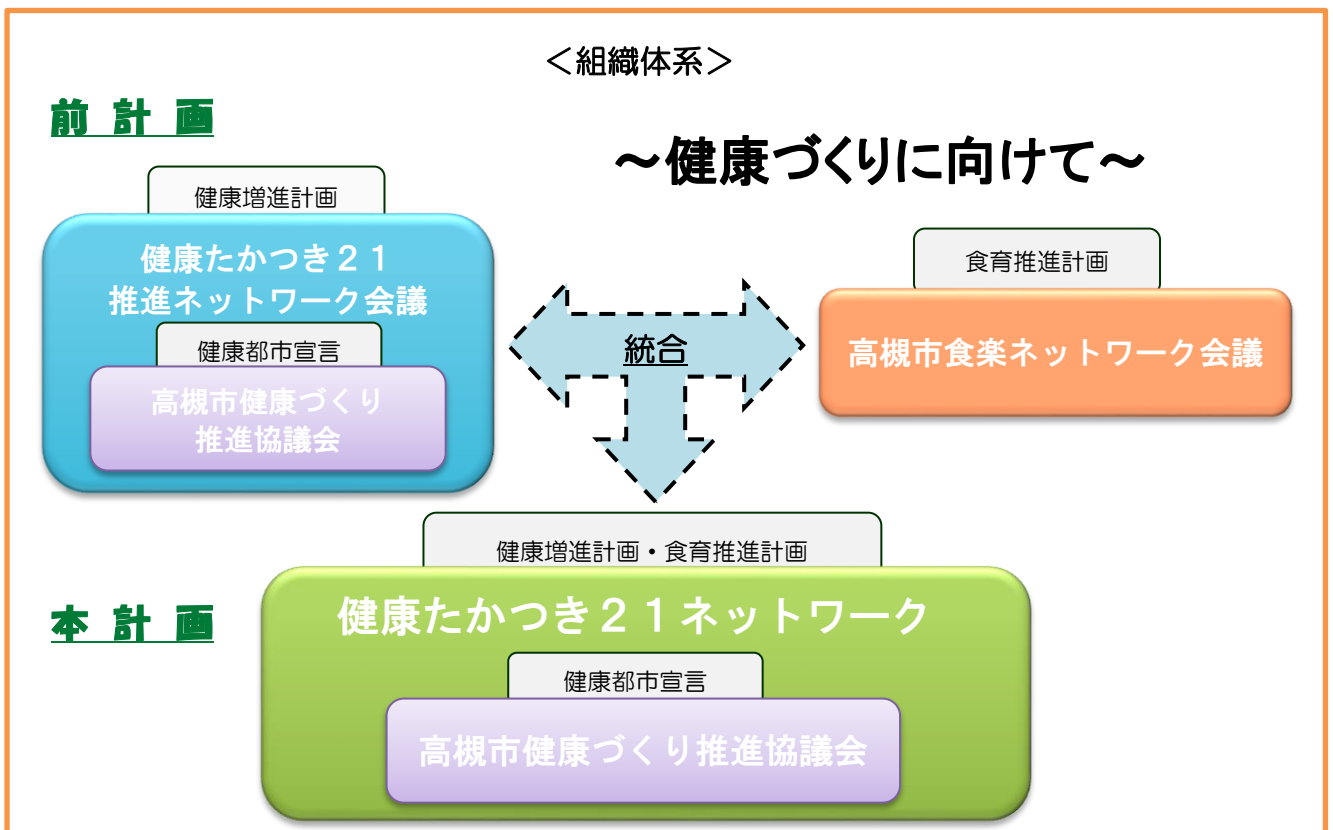 ＜組織体系＞
前 計 画
～健康づくりに向けて～
健康増進計画
健康たかつき２１
推進ネットワーク会議
健康都市宣言
高槻市健康づくり
推進協議会
統合
食育推進計画
高槻市食楽ネットワーク会議
本 計 画
健康増進計画・食育推進計画
健康たかつき２１ネットワーク
健康都市宣言
高槻市健康づくり推進協議会